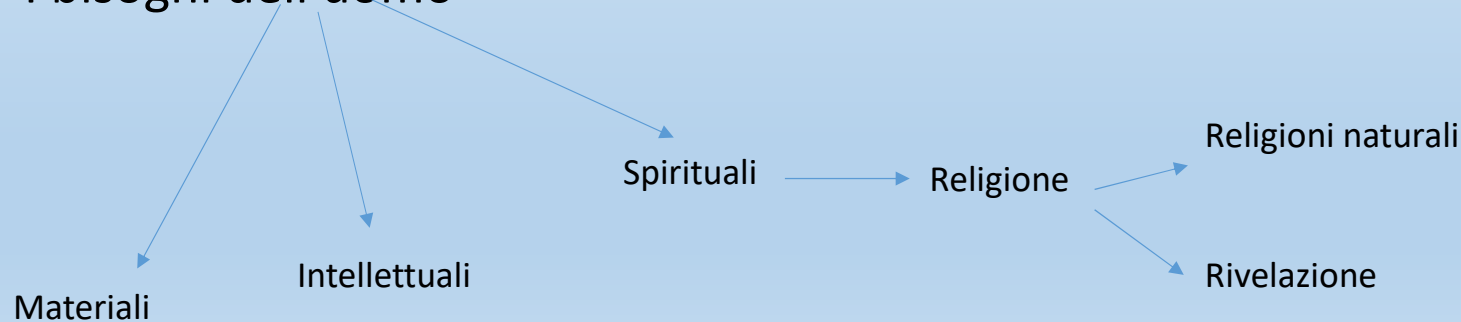 I bisogni dell'uomo
Religioni naturali
Spirituali
Religione
Intellettuali
Rivelazione
Materiali